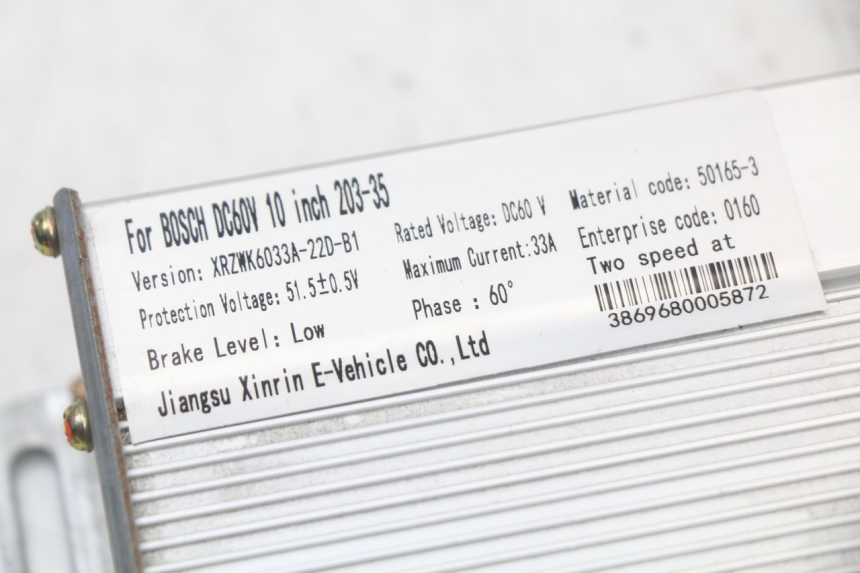 For BOSCH DC60V 10 inch 203-35
Version: XRZWK6033A-22D-B1
Protection Voltage: 51.5±0.5V
Brake Level: Low
Jiangsu Xinrin E-Vehicle CO.,Ltd
Rated Voltage: DC60 V
Maximum Current:33A
Phase : 60°
Material code: 50165-3
Enterprise code: 0160
Two speed at
3869680005872